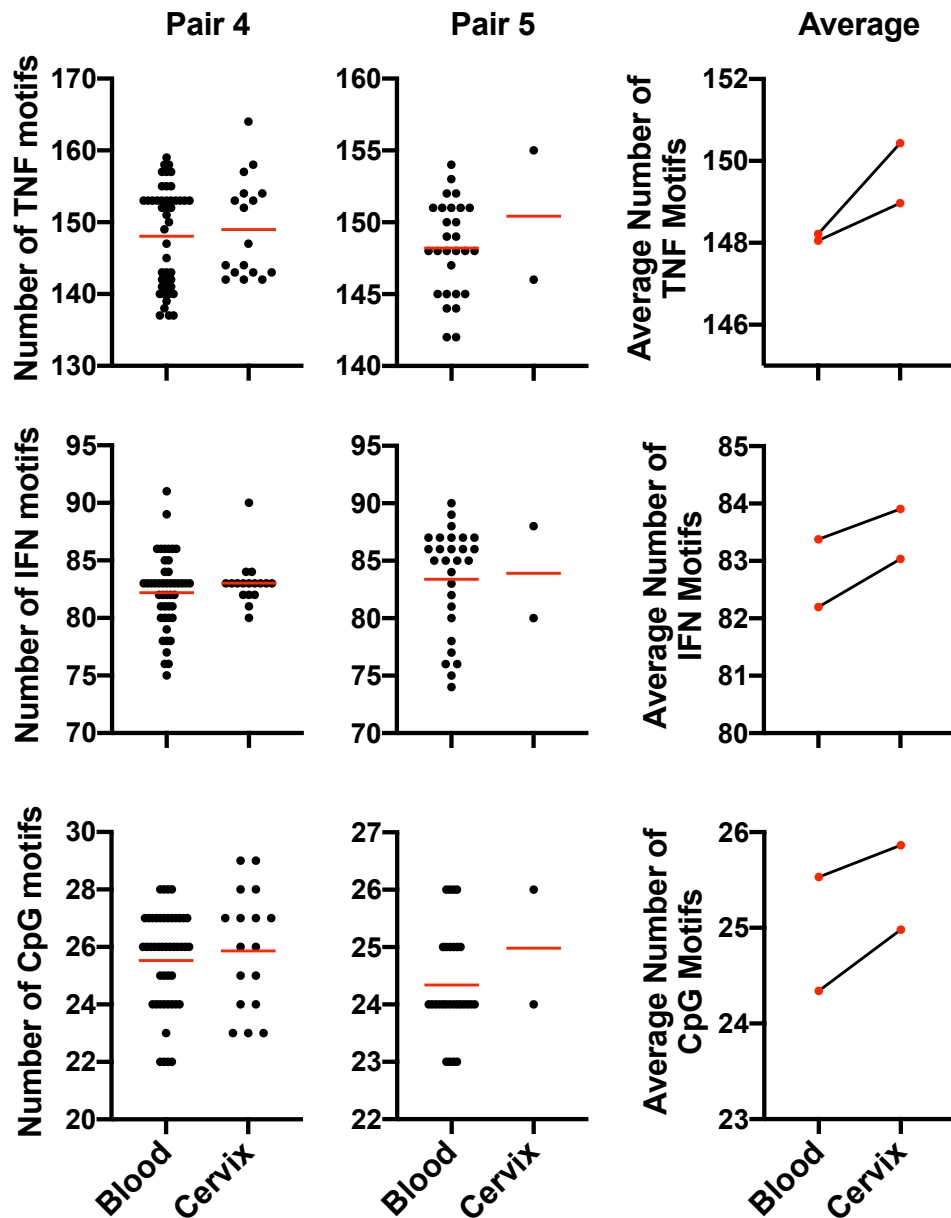 Pair 4
Pair 5
Average
Number of TNF motifs
170
160
150
140
130
160
155
150
145
140
Average Number of
TNF Motifs
152
150
148
146
Number of IFN motifs
95
90
85
80
75
70
95
90
85
80
75
70
Average Number of
IFN Motifs
85
84
83
82
81
80
Number of CpG motifs
30
28
26
24
22
20
27
26
25
24
23
22
Average Number of
CpG Motifs
26
25
24
23
Blood
Cervix
Blood
Cervix
Blood
Cervix